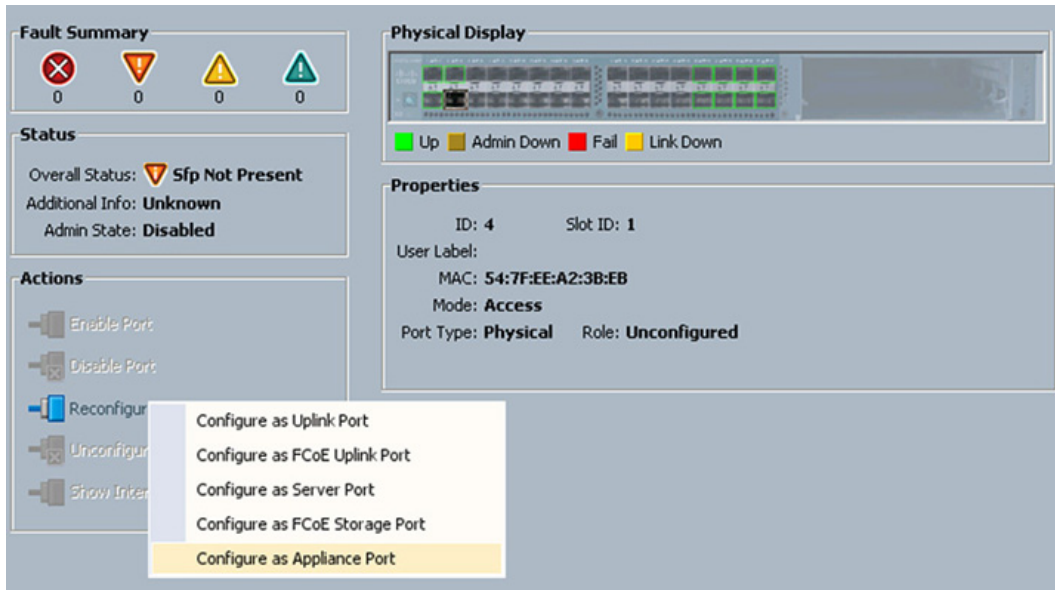 Fault Summary
0 0 0 0
Status
Overall Status: Sfp Not Present
Additional Info: Unknown
Admin State: Disabled
Actions
Enable Port
Disable Port
Reconfigur
Unconfigur
Show Inter
Configure as Uplink Port
Configure as FCoE Uplink Port
Configure as Server Port
Configure as FCoE Storage Port
Configure as Appliance Port
Physical Display
Up Admin Down Fail Link Down
Properties
ID: 4 Slot ID: 1
User Label:
MAC: 54:7F:EE:A2:3B:EB
Mode: Access
Port Type: Physical Role: Unconfigured